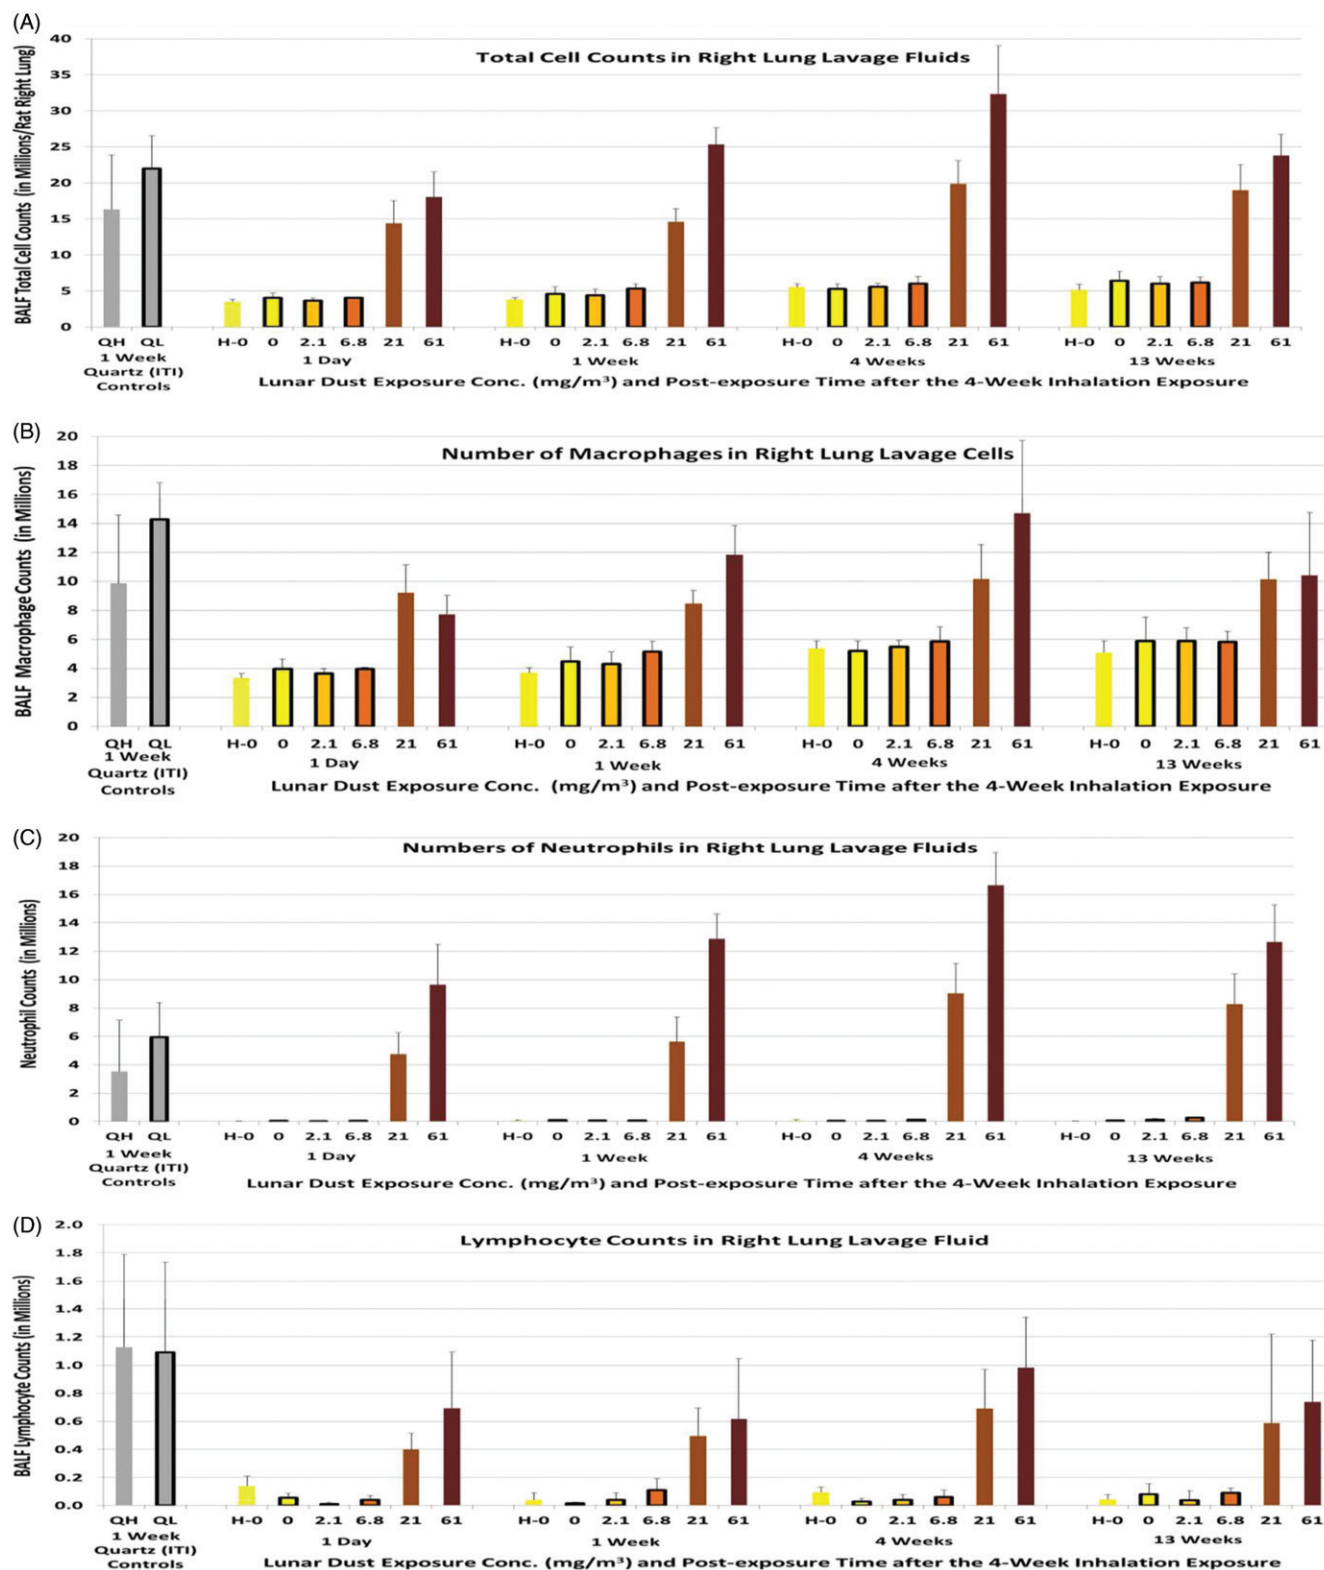 (A)
Total Cell Counts in Right Lung Lavage Fluids
BALF Total Cell Counts (in Millions/Rat Right Lung)
40
35
30
25
20
15
10
5
0
QH QL H-0 0 2.1 6.8 21 61 H-0 0 2.1 6.8 21 61 H-0 0 2.1 6.8 21 61 H-0 0 2.1 6.8 21 61
1 Week 1 Day 1 Week 4 Weeks 13 Weeks
Quartz (ITI)
Controls
Lunar Dust Exposure Conc. (mg/m³) and Post-exposure Time after the 4-Week Inhalation Exposure
(B)
Number of Macrophages in Right Lung Lavage Cells
BALF Macrophage Counts (in Millions)
20
18
16
14
12
10
8
6
4
2
0
QH QL H-0 0 2.1 6.8 21 61 H-0 0 2.1 6.8 21 61 H-0 0 2.1 6.8 21 61 H-0 0 2.1 6.8 21 61
1 Week 1 Day 1 Week 4 Weeks 13 Weeks
Quartz (ITI)
Controls
Lunar Dust Exposure Conc. (mg/m³) and Post-exposure Time after the 4-Week Inhalation Exposure
(C)
Numbers of Neutrophils in Right Lung Lavage Fluids
Neutrophil Counts (in Millions)
20
18
16
14
12
10
8
6
4
2
0
QH QL H-0 0 2.1 6.8 21 61 H-0 0 2.1 6.8 21 61 H-0 0 2.1 6.8 21 61 H-0 0 2.1 6.8 21 61
1 Week 1 Day 1 Week 4 Weeks 13 Weeks
Quartz (ITI)
Controls
Lunar Dust Exposure Conc. (mg/m³) and Post-exposure Time after the 4-Week Inhalation Exposure
(D)
Lymphocyte Counts in Right Lung Lavage Fluid
BALF Lymphocyte Counts (in Millions)
2.0
1.8
1.6
1.4
1.2
1.0
0.8
0.6
0.4
0.2
0.0
QH QL H-0 0 2.1 6.8 21 61 H-0 0 2.1 6.8 21 61 H-0 0 2.1 6.8 21 61 H-0 0 2.1 6.8 21 61
1 Week 1 Day 1 Week 4 Weeks 13 Weeks
Quartz (ITI)
Controls
Lunar Dust Exposure Conc. (mg/m³) and Post-exposure Time after the 4-Week Inhalation Exposure